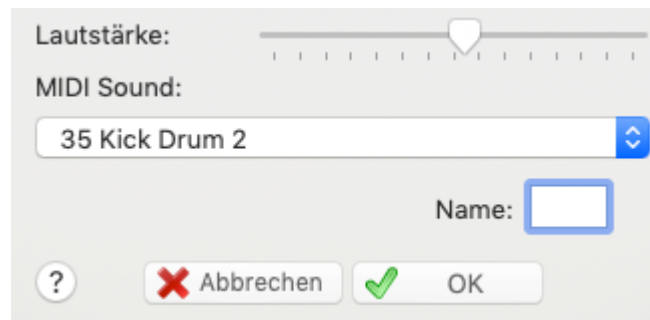 Lautstärke:
MIDI Sound:
35 Kick Drum 2
Name:
? Abbrechen OK